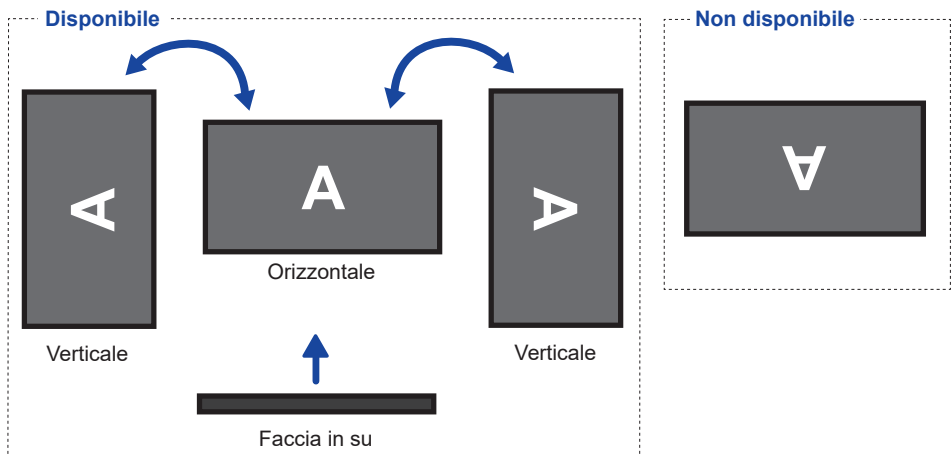 Disponibile
Non disponibile
A
A
A
A
Orizzontale
Verticale
Verticale
Faccia in su